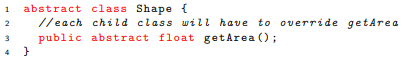 1 abstract class Shape {
2 //each child class will have to override getArea
3 public abstract float getArea();
4 }